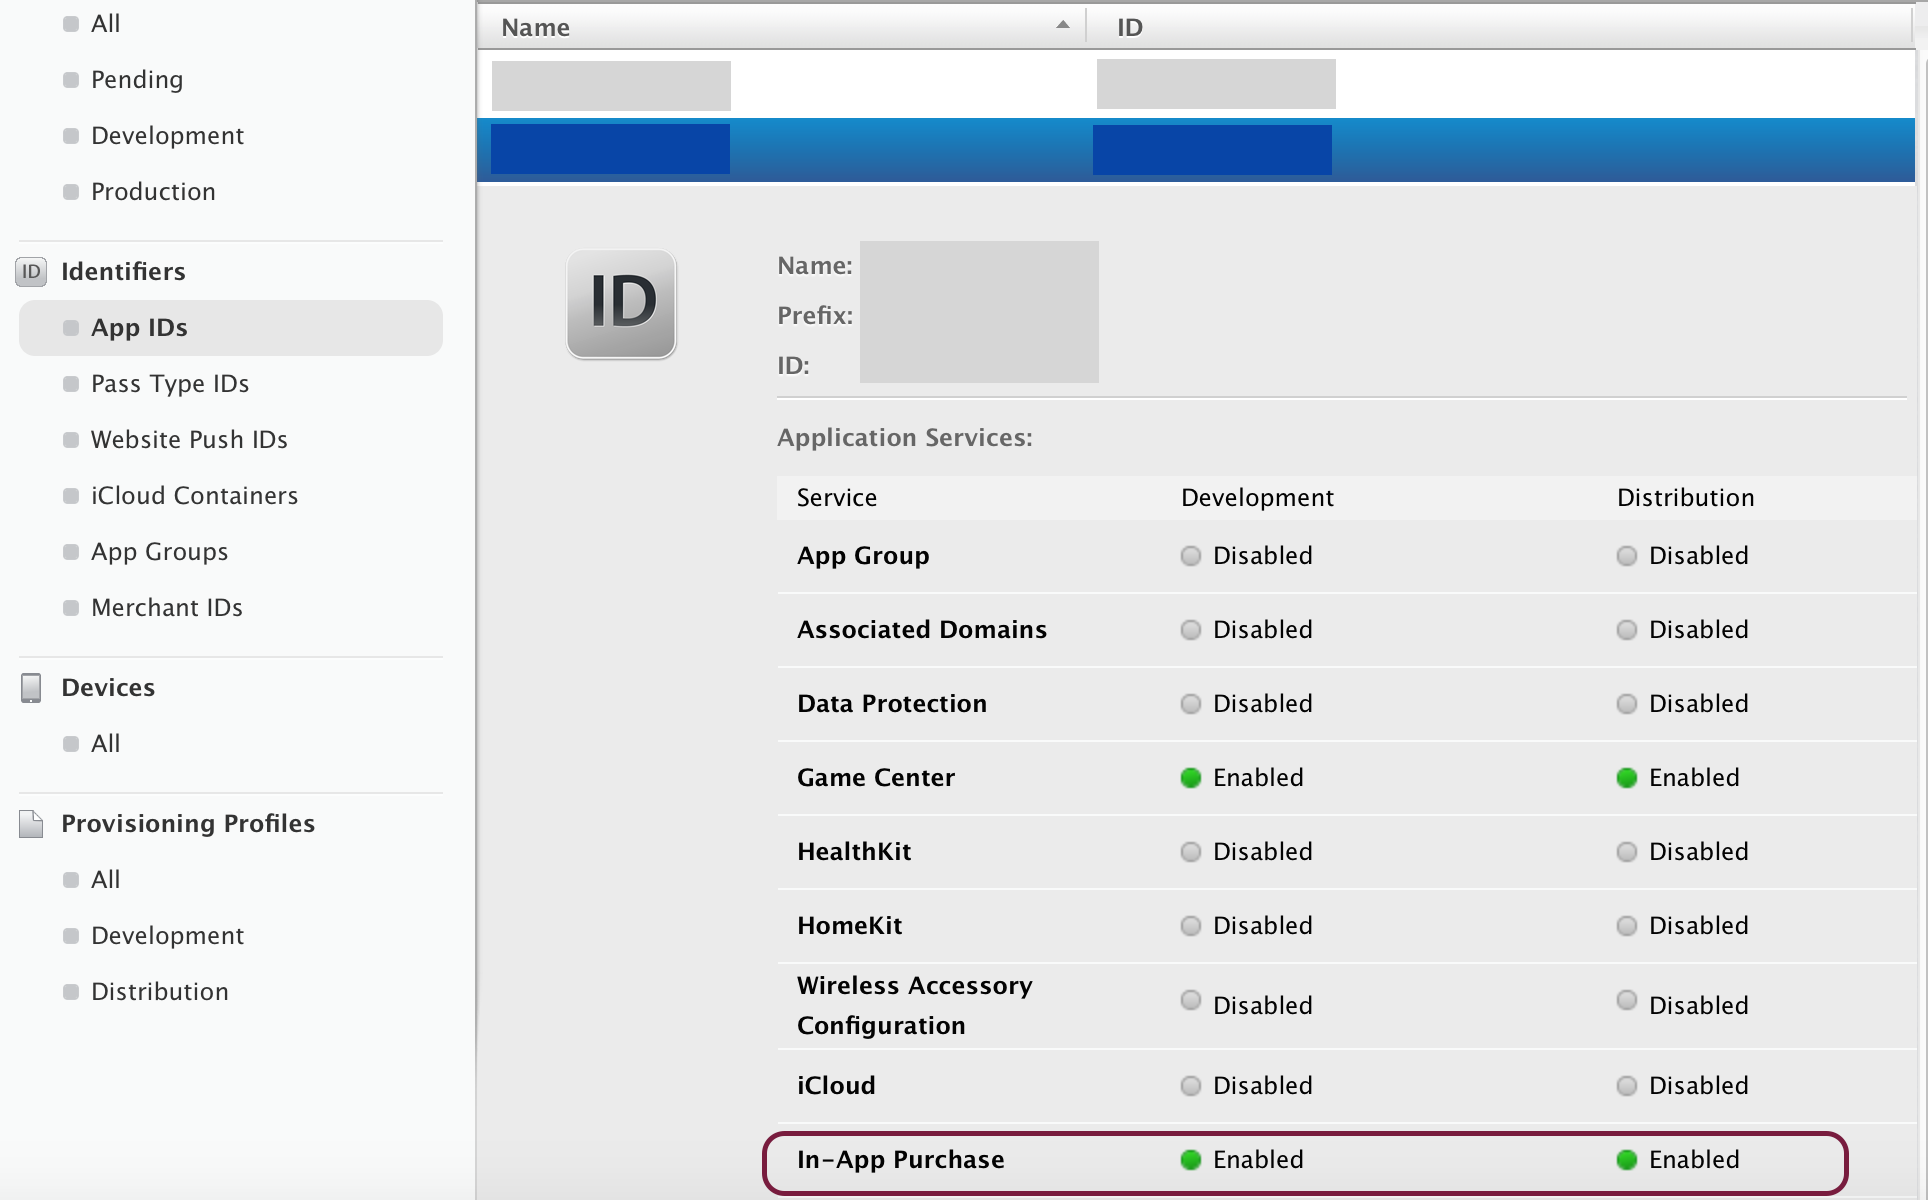 All
Pending
Development
Production
ID Identifiers
App IDs
Pass Type IDs
Website Push IDs
iCloud Containers
App Groups
Merchant IDs
Devices
All
Provisioning Profiles
All
Development
Distribution
Name ID
ID
Name:
Prefix:
ID:
Application Services:
Service Development Distribution
App Group Disabled Disabled
Associated Domains Disabled Disabled
Data Protection Disabled Disabled
Game Center Enabled Enabled
HealthKit Disabled Disabled
HomeKit Disabled Disabled
Wireless Accessory
Configuration Disabled Disabled
iCloud Disabled Disabled
In-App Purchase Enabled Enabled